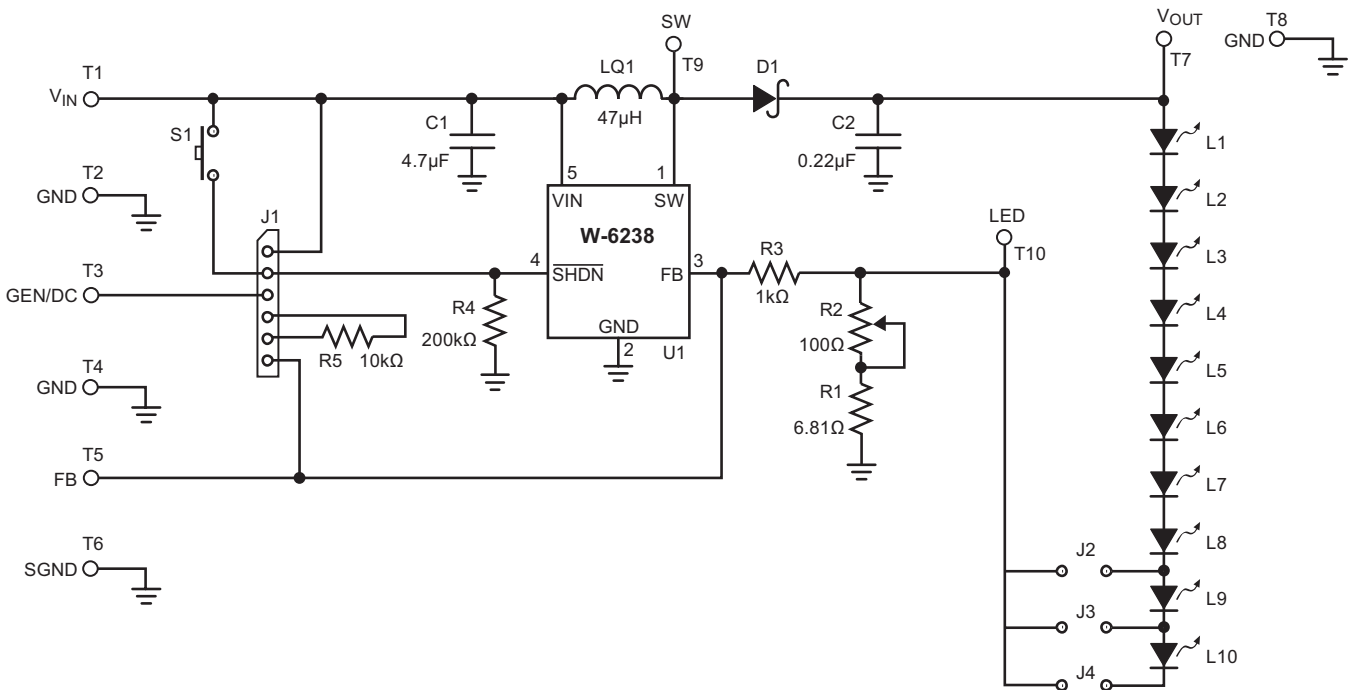 SW
V_OUT
T8
GND
T9
T7
T1
V_IN
LQ1
47µH
D1
S1
C1
4.7µF
C2
0.22µF
L1
T2
GND
5
1
VIN
SW
L2
J1
W-6238
LED
T10
L3
T3
GEN/DC
4
SHDN
FB
3
R3
1kΩ
R4
200kΩ
R2
100Ω
L4
GND
2
U1
R5
10kΩ
L5
T4
GND
R1
6.81Ω
L6
T5
FB
L7
L8
T6
SGND
J2
L9
J3
L10
J4